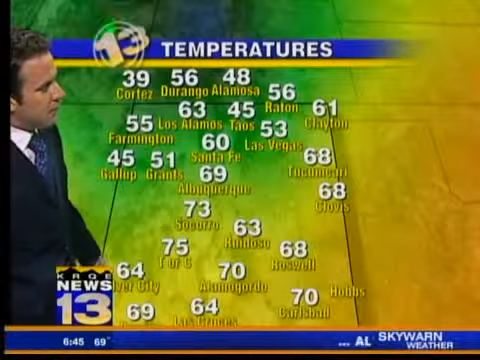 13 TEMPERATURES
39 56 48
Cortez Durango Alamosa
56
Raton
63 45 61
Los Alamos Taos Clayton
55 53
Farmington Las Vegas
60
Santa Fe
45 51 68
Gallup Grants Tucumcari
69 68
Albuquerque Clovis
73
Socorro
63
Ruidoso
75 68
T or C Roswell
64 70
lver City Alamogordo
Hobbs
70
Carlsbad
69 64
Las Cruces
KRQE
NEWS
13
6:45 69°
AL SKYWARN
WEATHER